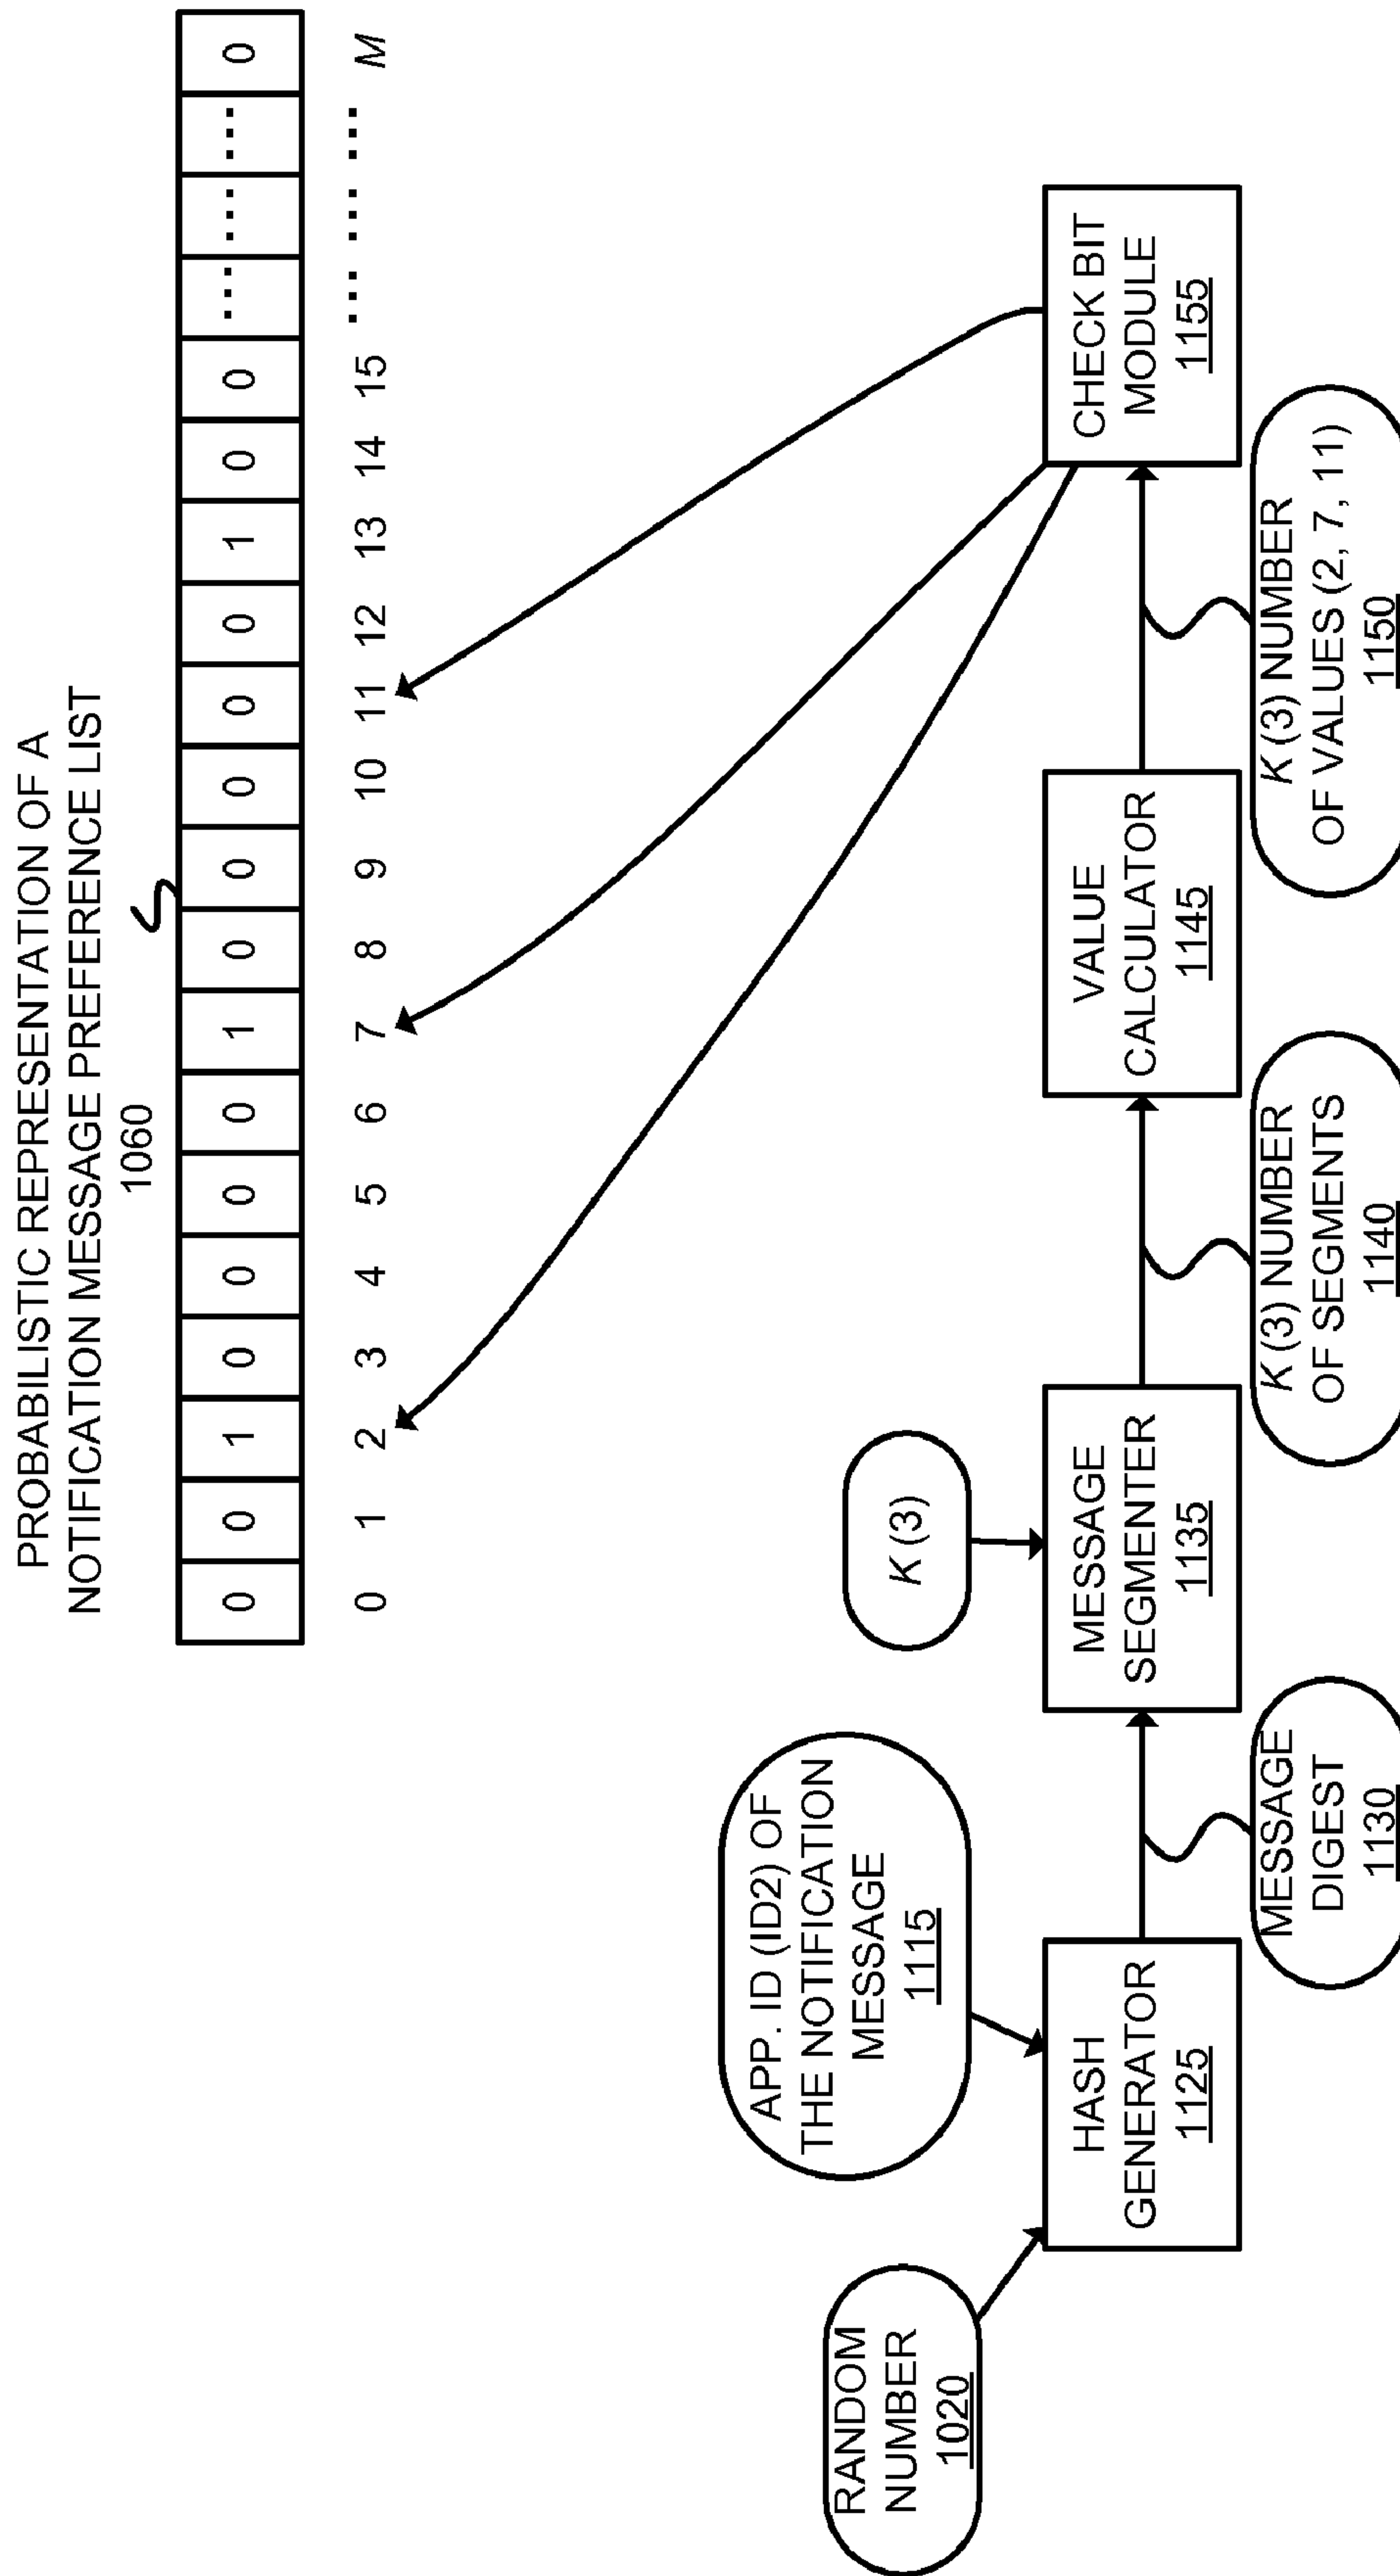 PROBABILISTIC REPRESENTATION OF A
NOTIFICATION MESSAGE PREFERENCE LIST
1060
0 0 1 0 0 0 0 1 0 0 0 0 0 1 0 0 ... ... ... 0
0 1 2 3 4 5 6 7 8 9 10 11 12 13 14 15 ... ... ... M
RANDOM
NUMBER
1020
APP. ID (ID2) OF
THE NOTIFICATION
MESSAGE
1115
K (3)
HASH
GENERATOR
1125
MESSAGE
SEGMENTER
1135
VALUE
CALCULATOR
1145
CHECK BIT
MODULE
1155
MESSAGE
DIGEST
1130
K (3) NUMBER
OF SEGMENTS
1140
K (3) NUMBER
OF VALUES (2, 7, 11)
1150